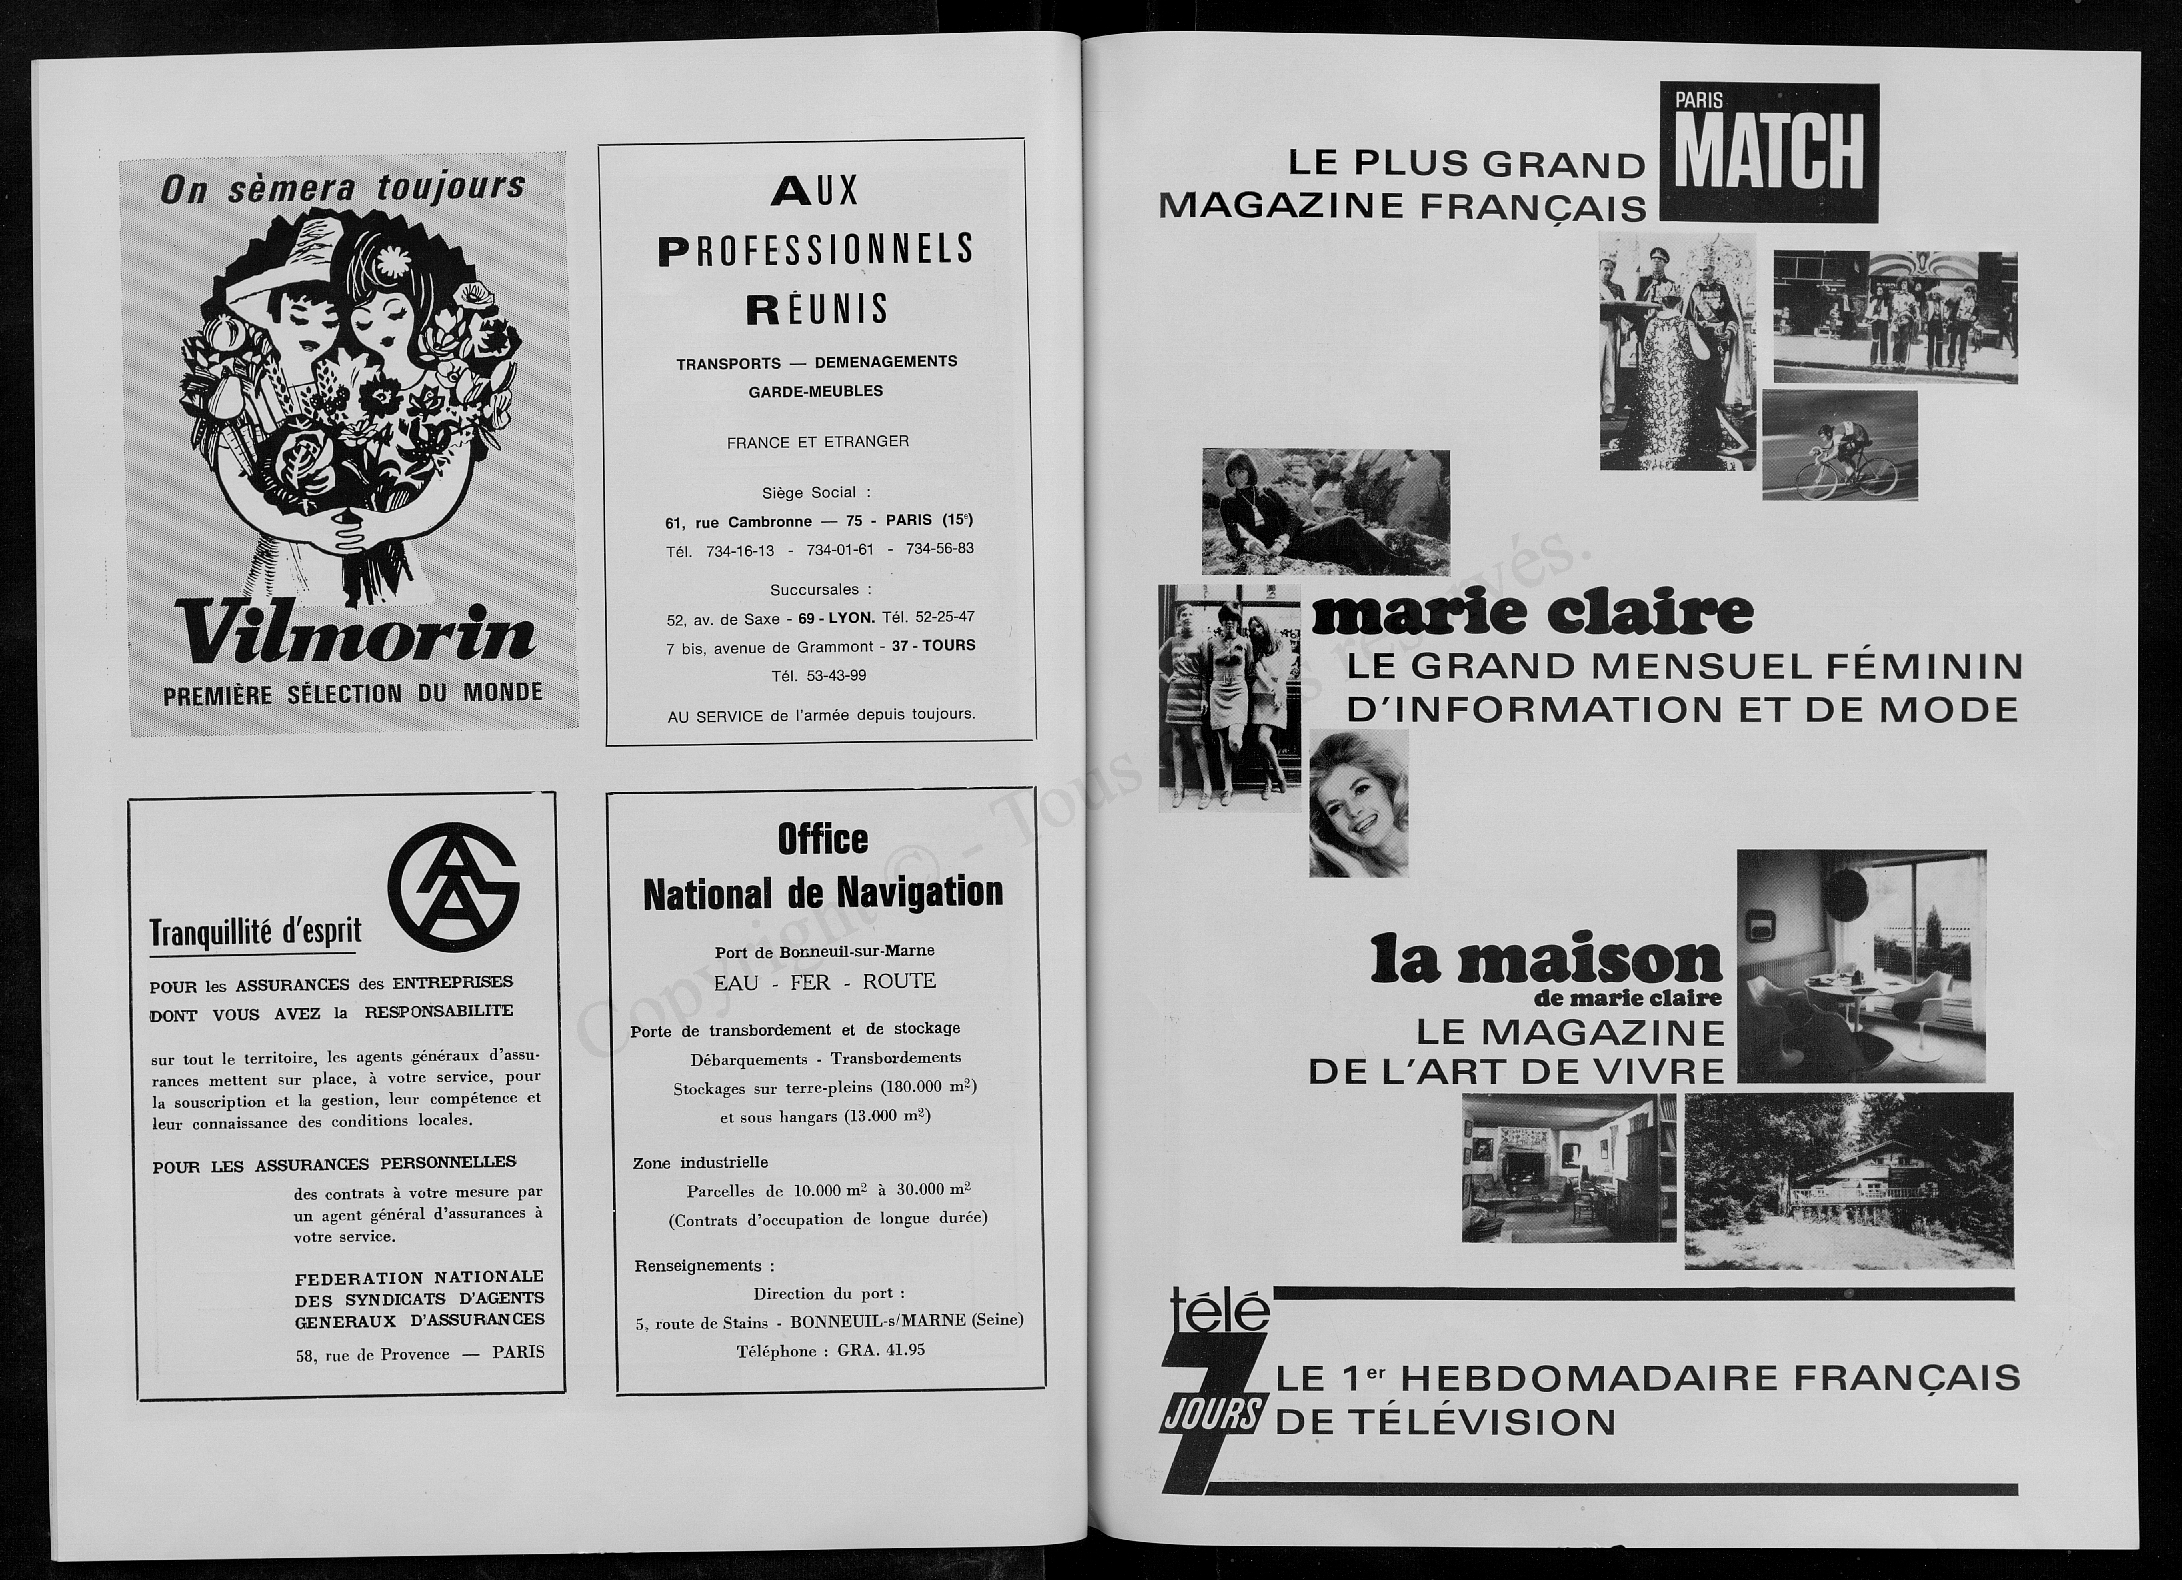 On sèmera toujours
Vilmorin
PREMIÈRE SÉLECTION DU MONDE
AUX
PROFESSIONNELS
RÉUNIS
TRANSPORTS — DEMENAGEMENTS
GARDE-MEUBLES
FRANCE ET ETRANGER
Siège Social :
61, rue Cambronne — 75 - PARIS (15e)
Tél. 734-16-13 - 734-01-61 - 734-56-83
Succursales :
52, av. de Saxe - 69 - LYON. Tél. 52-25-47
7 bis, avenue de Grammont - 37 - TOURS
Tél. 53-43-99
AU SERVICE de l'armée depuis toujours.
AGA
Tranquillité d'esprit
POUR les ASSURANCES des ENTREPRISES
DONT VOUS AVEZ la RESPONSABILITE
sur tout le territoire, les agents généraux d'assu-
rances mettent sur place, à votre service, pour
la souscription et la gestion, leur compétence et
leur connaissance des conditions locales.
POUR LES ASSURANCES PERSONNELLES
des contrats à votre mesure par
un agent général d'assurances à
votre service.
FEDERATION NATIONALE
DES SYNDICATS D'AGENTS
GENERAUX D'ASSURANCES
58, rue de Provence — PARIS
Office
National de Navigation
Port de Bonneuil-sur-Marne
EAU - FER - ROUTE
Porte de transbordement et de stockage
Débarquements - Transbordements
Stockages sur terre-pleins (180.000 m²)
et sous hangars (13.000 m²)
Zone industrielle
Parcelles de 10.000 m² à 30.000 m²
(Contrats d'occupation de longue durée)
Renseignements :
Direction du port :
5, route de Stains - BONNEUIL-s/MARNE (Seine)
Téléphone : GRA. 41.95
PARIS
MATCH
LE PLUS GRAND
MAGAZINE FRANÇAIS
marie claire
LE GRAND MENSUEL FÉMININ
D'INFORMATION ET DE MODE
la maison
de marie claire
LE MAGAZINE
DE L'ART DE VIVRE
télé
7
JOURS
LE 1er HEBDOMADAIRE FRANÇAIS
DE TÉLÉVISION
Copyright © - Tous droits réservés.